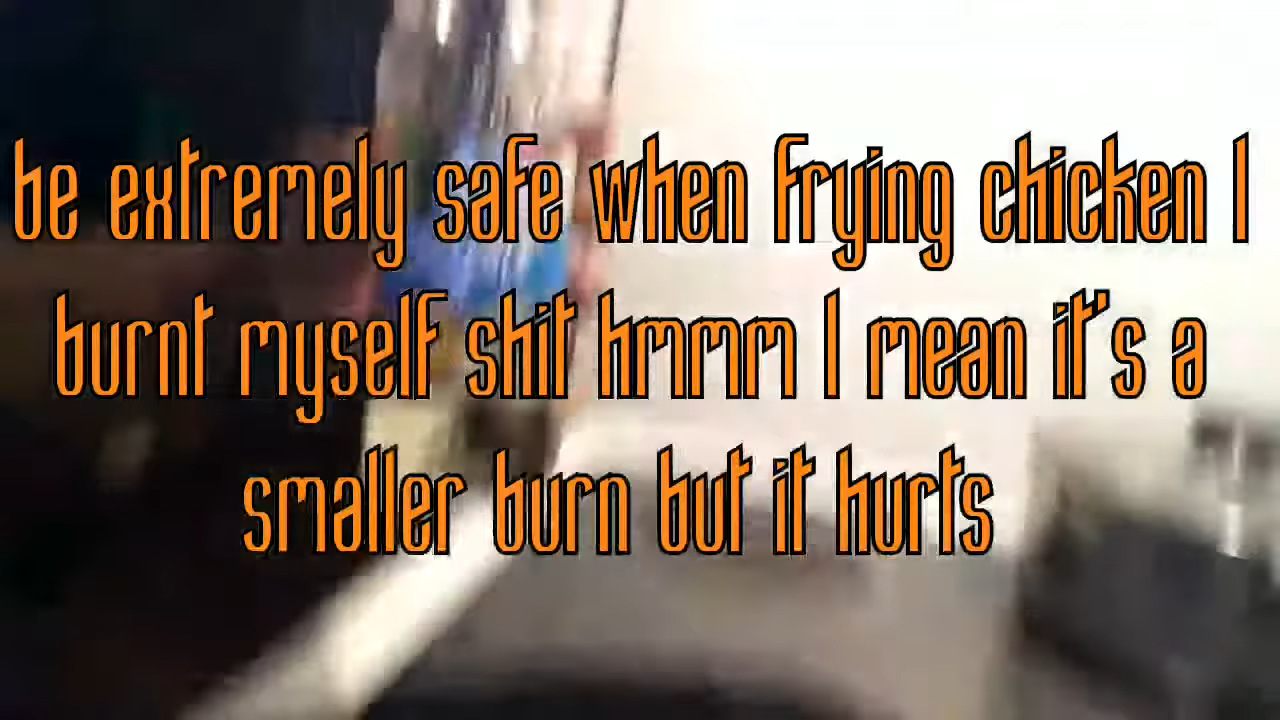 be extremely safe when frying chicken I
burnt myself shit hmmm I mean it's a
smaller burn but it hurts